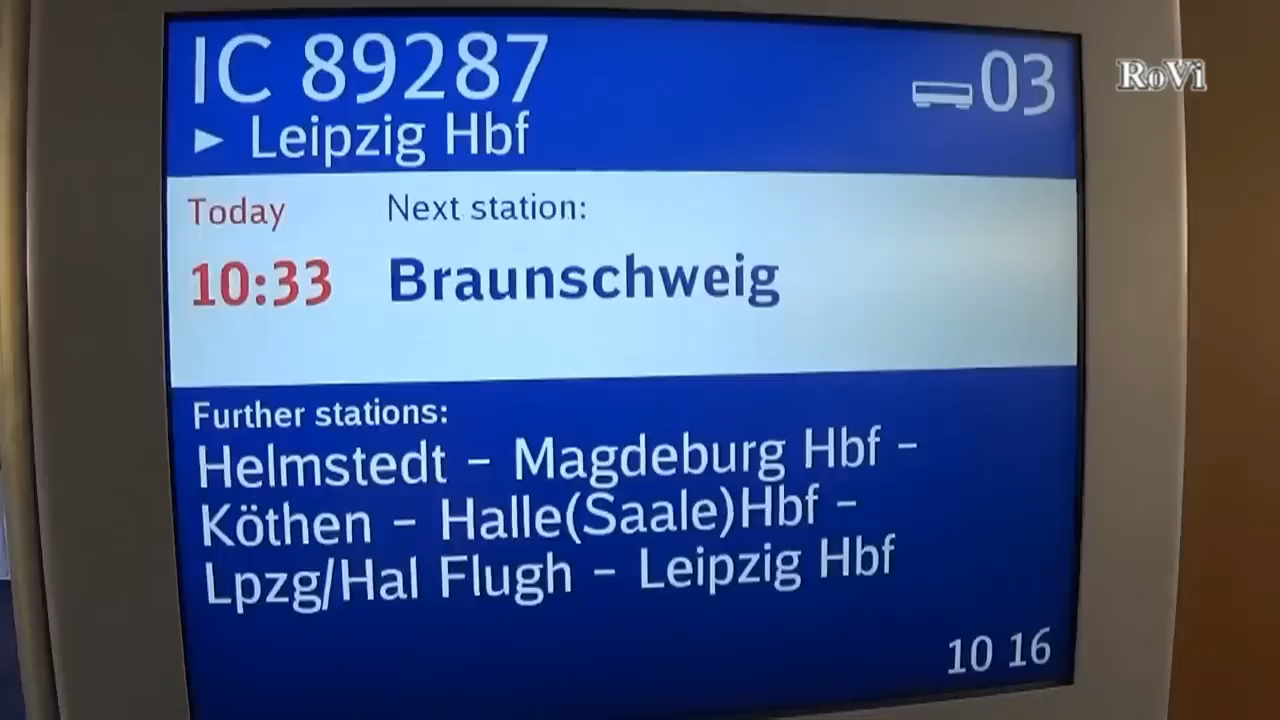 IC 89287
03
► Leipzig Hbf
RoVi
Today
Next station:
10:33
Braunschweig
Further stations:
Helmstedt – Magdeburg Hbf –
Köthen – Halle(Saale)Hbf –
Lpzg/Hal Flugh – Leipzig Hbf
10 16